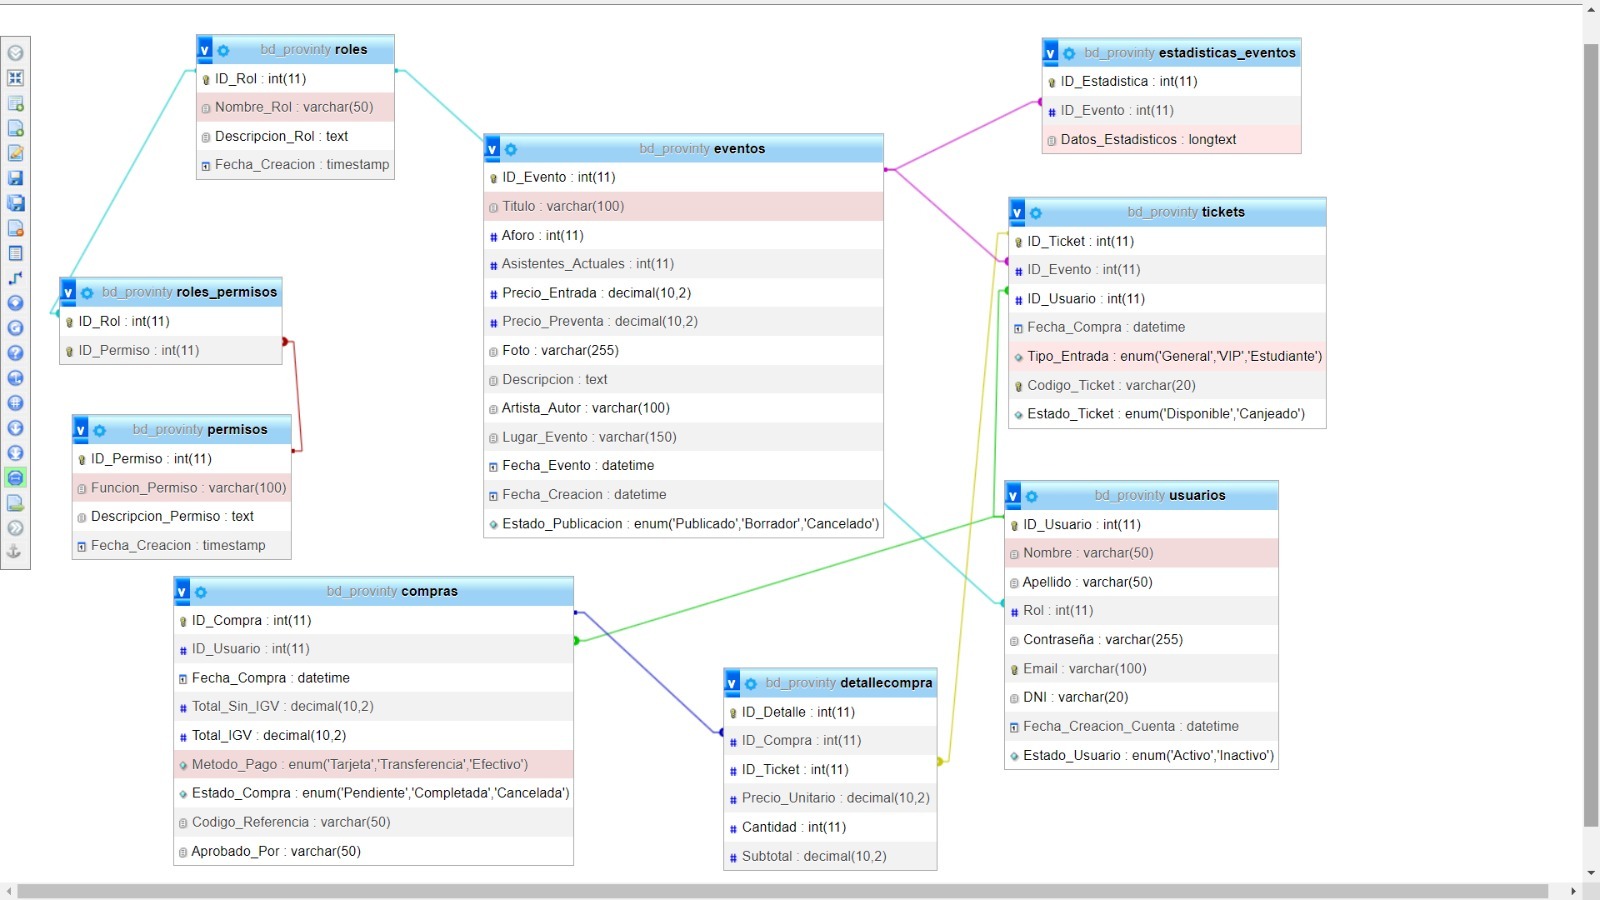 bd_provinty roles
ID_Rol : int(11)
Nombre_Rol : varchar(50)
Descripcion_Rol : text
Fecha_Creacion : timestamp
bd_provinty roles_permisos
ID_Rol : int(11)
ID_Permiso : int(11)
bd_provinty permisos
ID_Permiso : int(11)
Funcion_Permiso : varchar(100)
Descripcion_Permiso : text
Fecha_Creacion : timestamp
bd_provinty eventos
ID_Evento : int(11)
Titulo : varchar(100)
Aforo : int(11)
Asistentes_Actuales : int(11)
Precio_Entrada : decimal(10,2)
Precio_Preventa : decimal(10,2)
Foto : varchar(255)
Descripcion : text
Artista_Autor : varchar(100)
Lugar_Evento : varchar(150)
Fecha_Evento : datetime
Fecha_Creacion : datetime
Estado_Publicacion : enum('Publicado','Borrador','Cancelado')
bd_provinty estadisticas_eventos
ID_Estadistica : int(11)
ID_Evento : int(11)
Datos_Estadisticos : longtext
bd_provinty tickets
ID_Ticket : int(11)
ID_Evento : int(11)
ID_Usuario : int(11)
Fecha_Compra : datetime
Tipo_Entrada : enum('General','VIP','Estudiante')
Codigo_Ticket : varchar(20)
Estado_Ticket : enum('Disponible','Canjeado')
bd_provinty usuarios
ID_Usuario : int(11)
Nombre : varchar(50)
Apellido : varchar(50)
Rol : int(11)
Contraseña : varchar(255)
Email : varchar(100)
DNI : varchar(20)
Fecha_Creacion_Cuenta : datetime
Estado_Usuario : enum('Activo','Inactivo')
bd_provinty compras
ID_Compra : int(11)
ID_Usuario : int(11)
Fecha_Compra : datetime
Total_Sin_IGV : decimal(10,2)
Total_IGV : decimal(10,2)
Metodo_Pago : enum('Tarjeta','Transferencia','Efectivo')
Estado_Compra : enum('Pendiente','Completada','Cancelada')
Codigo_Referencia : varchar(50)
Aprobado_Por : varchar(50)
bd_provinty detallecompra
ID_Detalle : int(11)
ID_Compra : int(11)
ID_Ticket : int(11)
Precio_Unitario : decimal(10,2)
Cantidad : int(11)
Subtotal : decimal(10,2)